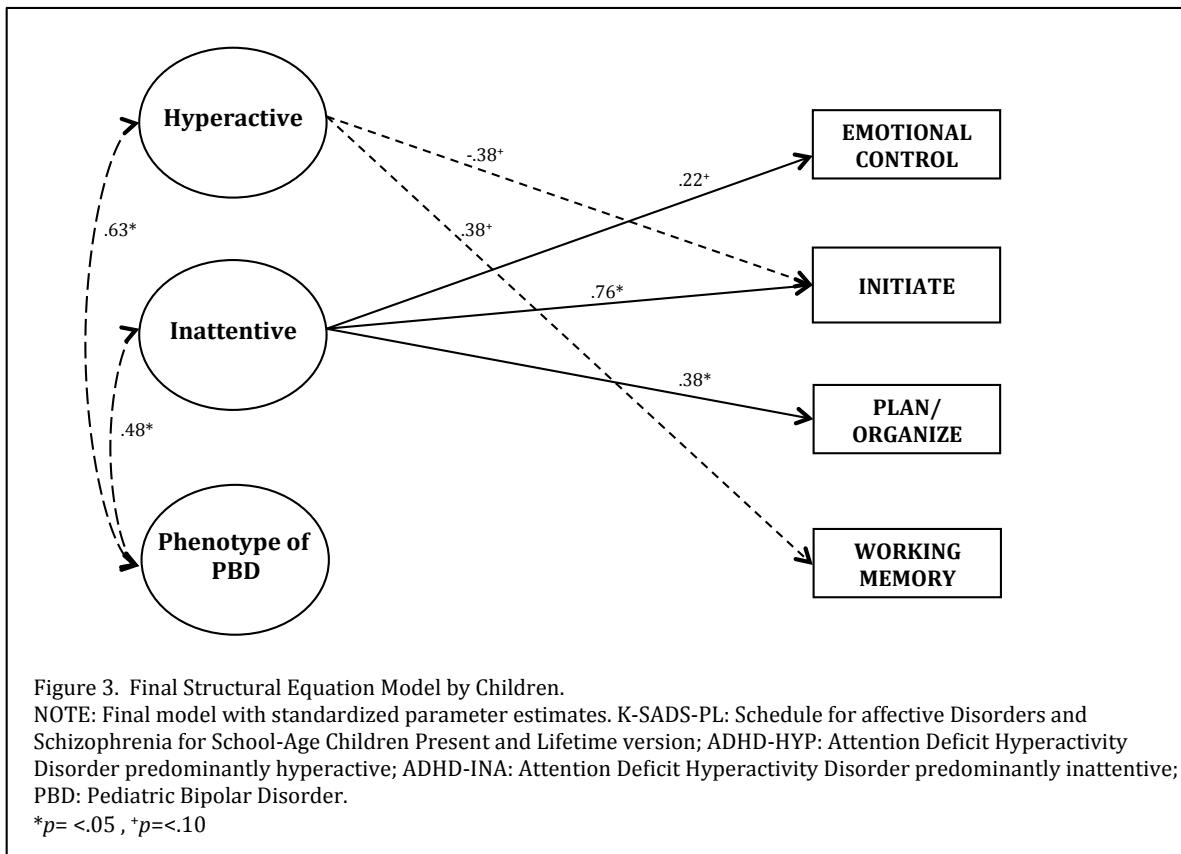 Hyperactive
EMOTIONAL
CONTROL
-.38⁺
.22⁺
.63*
.38⁺
INITIATE
.76*
Inattentive
.38*
PLAN/
ORGANIZE
.48*
Phenotype of
PBD
WORKING
MEMORY
Figure 3. Final Structural Equation Model by Children.
NOTE: Final model with standardized parameter estimates. K-SADS-PL: Schedule for affective Disorders and
Schizophrenia for School-Age Children Present and Lifetime version; ADHD-HYP: Attention Deficit Hyperactivity
Disorder predominantly hyperactive; ADHD-INA: Attention Deficit Hyperactivity Disorder predominantly inattentive;
PBD: Pediatric Bipolar Disorder.
*p= <.05 , ⁺p=<.10